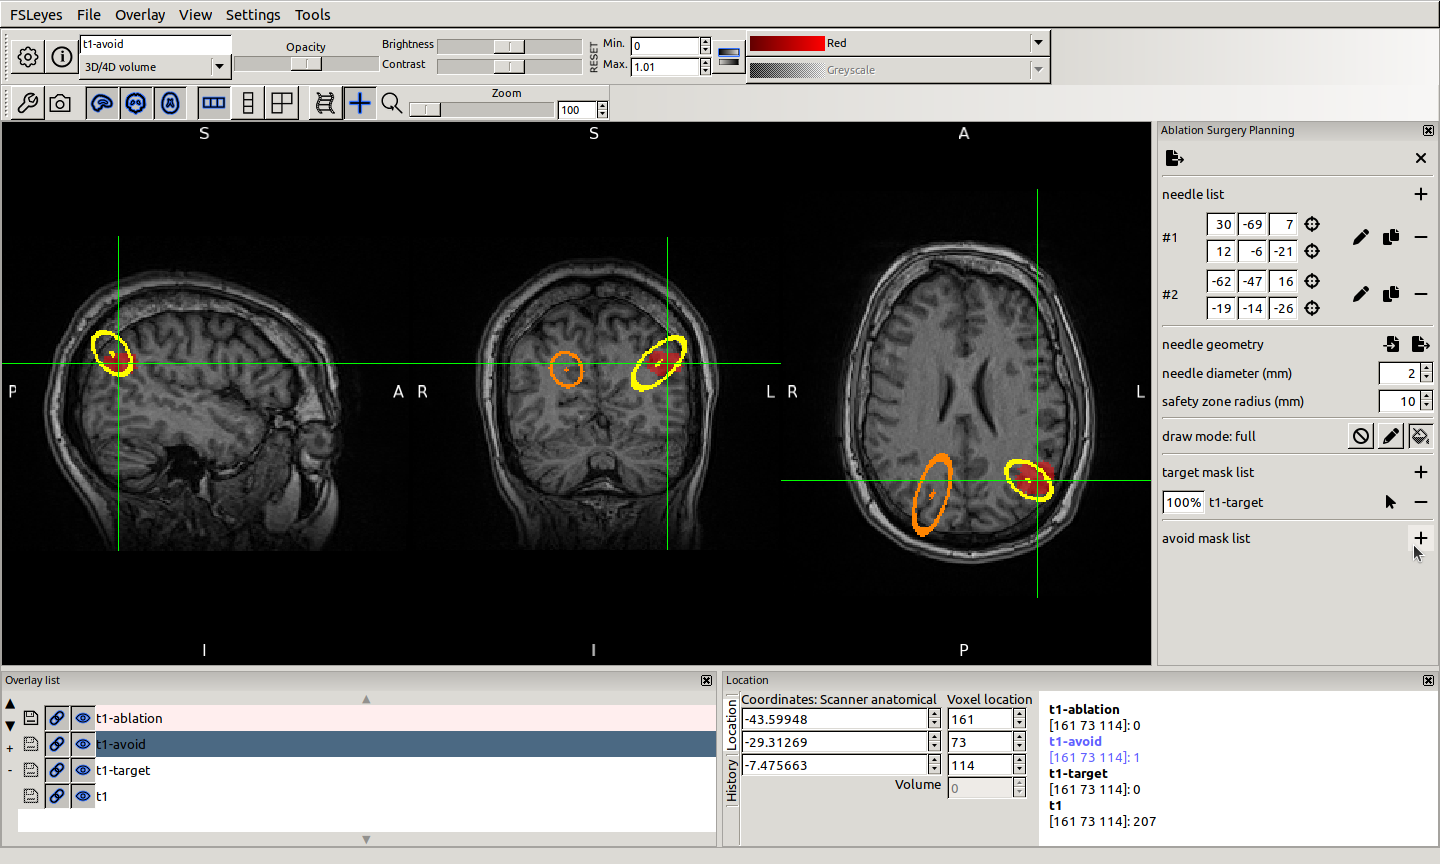 FSLeyes File Overlay View Settings Tools
t1-avoid
3D/4D volume
Opacity
Brightness
Contrast
RESET
Min. 0
Max. 1.01
Red
Greyscale
Zoom
100
S S A
P A R L R L
I I P
Ablation Surgery Planning
needle list
#1
30 -69 7
12 -6 -21
#2
-62 -47 16
-19 -14 -26
needle geometry
needle diameter (mm) 2
safety zone radius (mm) 10
draw mode: full
target mask list
100% t1-target
avoid mask list
Overlay list
t1-ablation
t1-avoid
t1-target
t1
Location
Location
History
Coordinates: Scanner anatomical Voxel location
-43.59948 161
-29.31269 73
-7.475663 114
Volume 0
t1-ablation
[161 73 114]: 0
t1-avoid
[161 73 114]: 1
t1-target
[161 73 114]: 0
t1
[161 73 114]: 207